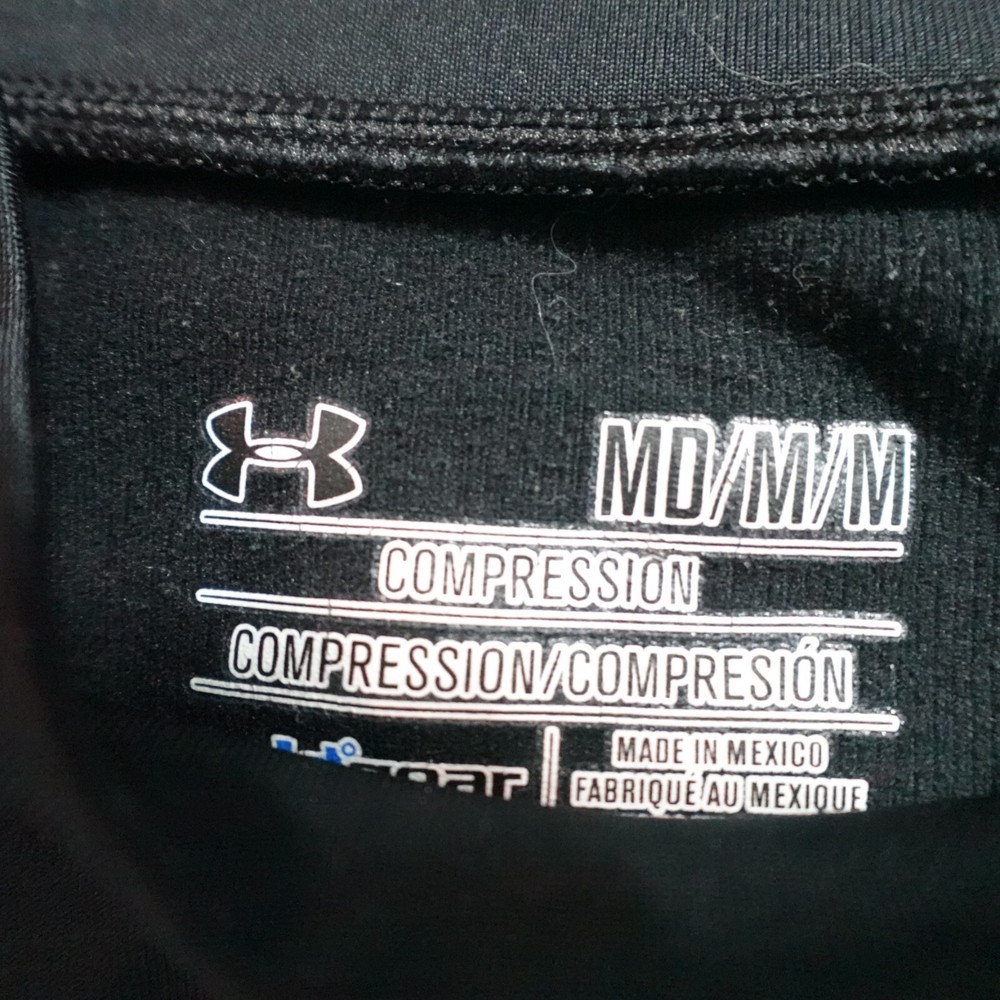 MD/M/M
COMPRESSION
COMPRESSION/COMPRESIÓN
MADE IN MEXICO
FABRIQUÉ AU MEXIQUE